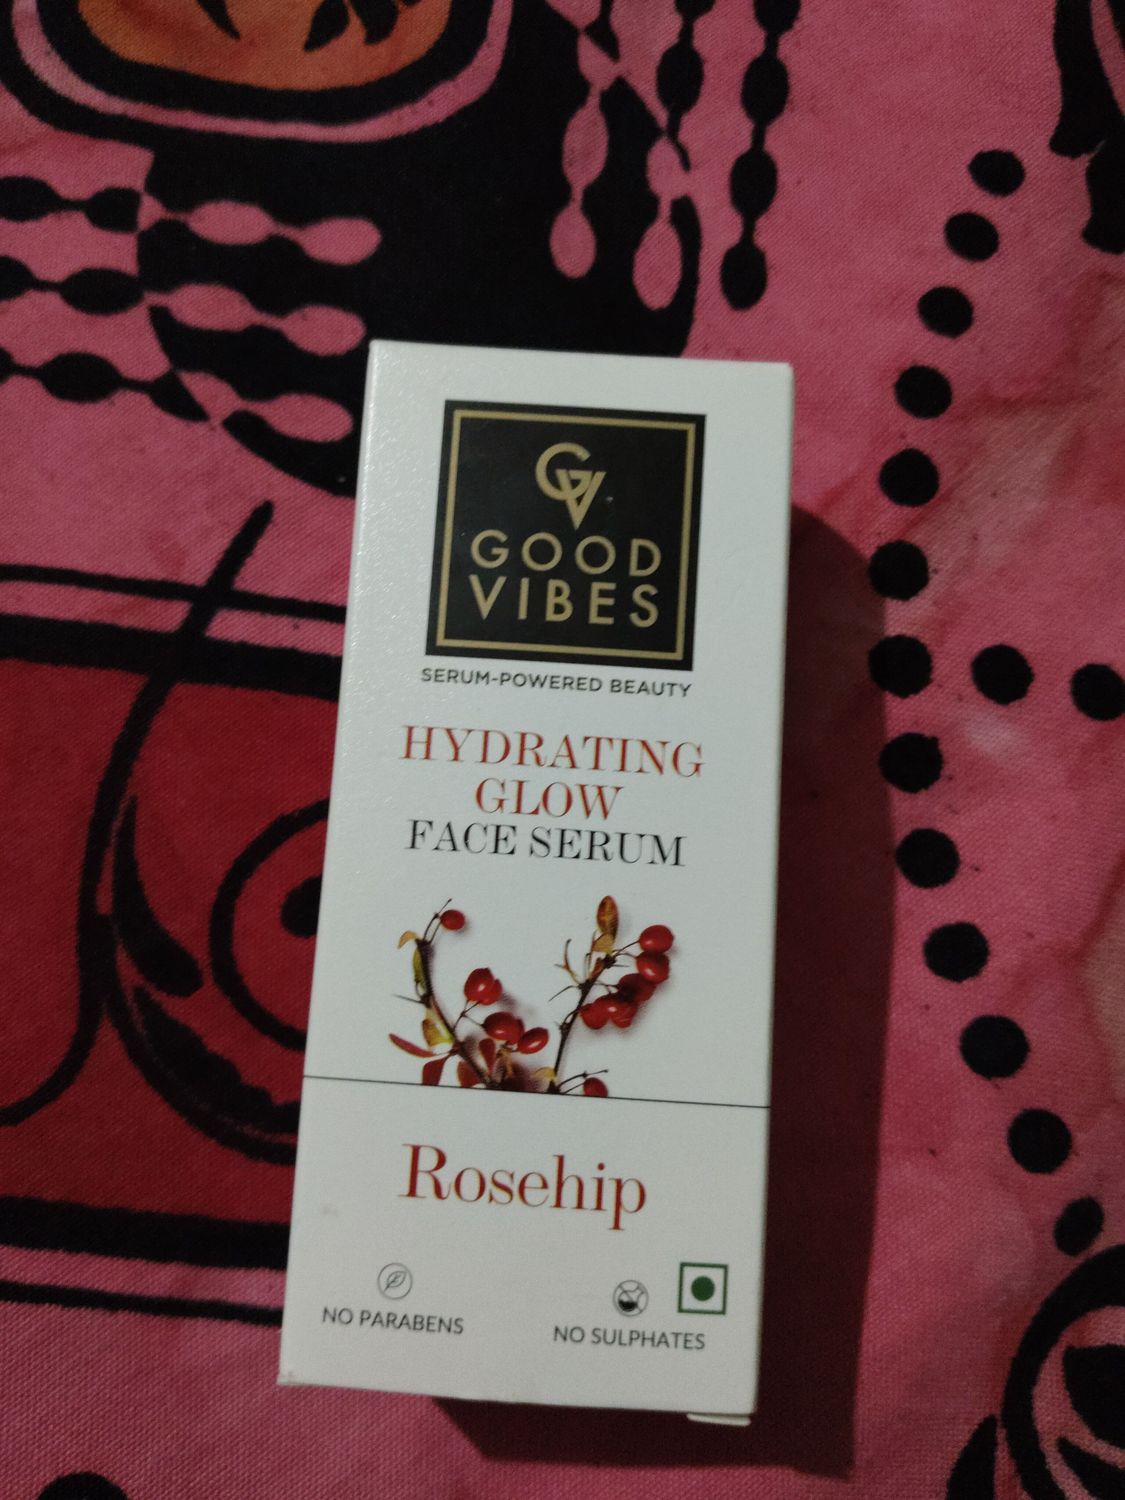 GV
GOOD
VIBES
SERUM-POWERED BEAUTY
HYDRATING
GLOW
FACE SERUM
Rosehip
NO PARABENS
NO SULPHATES